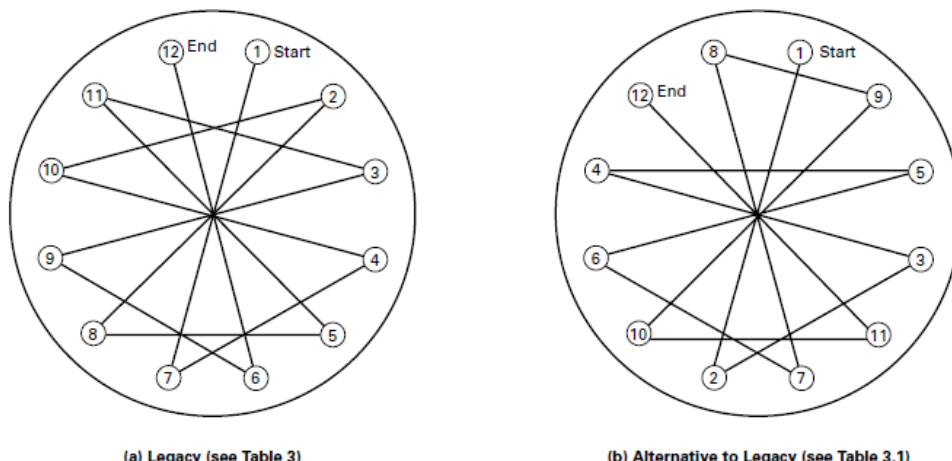 12 End 1 Start
11 2
10 3
9 4
8 5
7 6
8 1 Start
12 End 9
4 5
6 3
10 11
2 7
(a) Legacy (see Table 3) (b) Alternative to Legacy (see Table 3.1)